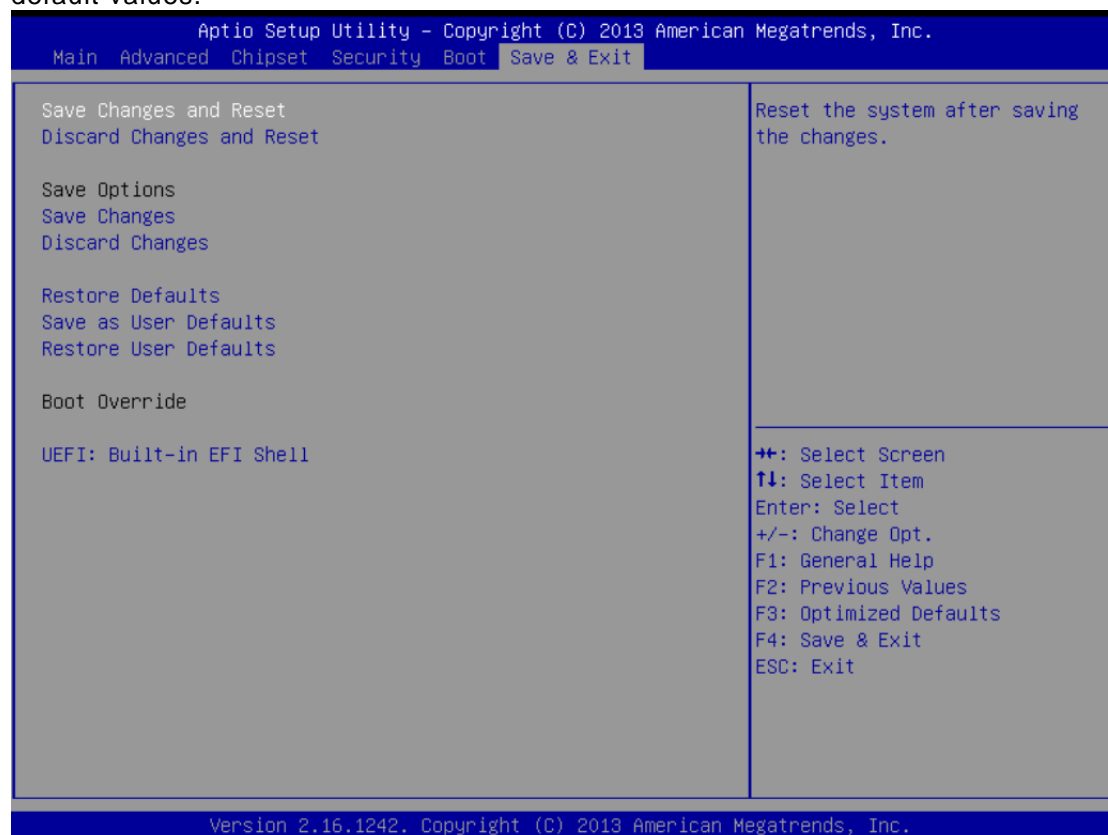 default values.
Aptio Setup Utility – Copyright (C) 2013 American Megatrends, Inc.
Main Advanced Chipset Security Boot Save & Exit
Save Changes and Reset
Discard Changes and Reset
Save Options
Save Changes
Discard Changes
Restore Defaults
Save as User Defaults
Restore User Defaults
Boot Override
UEFI: Built-in EFI Shell
Reset the system after saving
the changes.
→←: Select Screen
↑↓: Select Item
Enter: Select
+/-: Change Opt.
F1: General Help
F2: Previous Values
F3: Optimized Defaults
F4: Save & Exit
ESC: Exit
Version 2.16.1242. Copyright (C) 2013 American Megatrends, Inc.